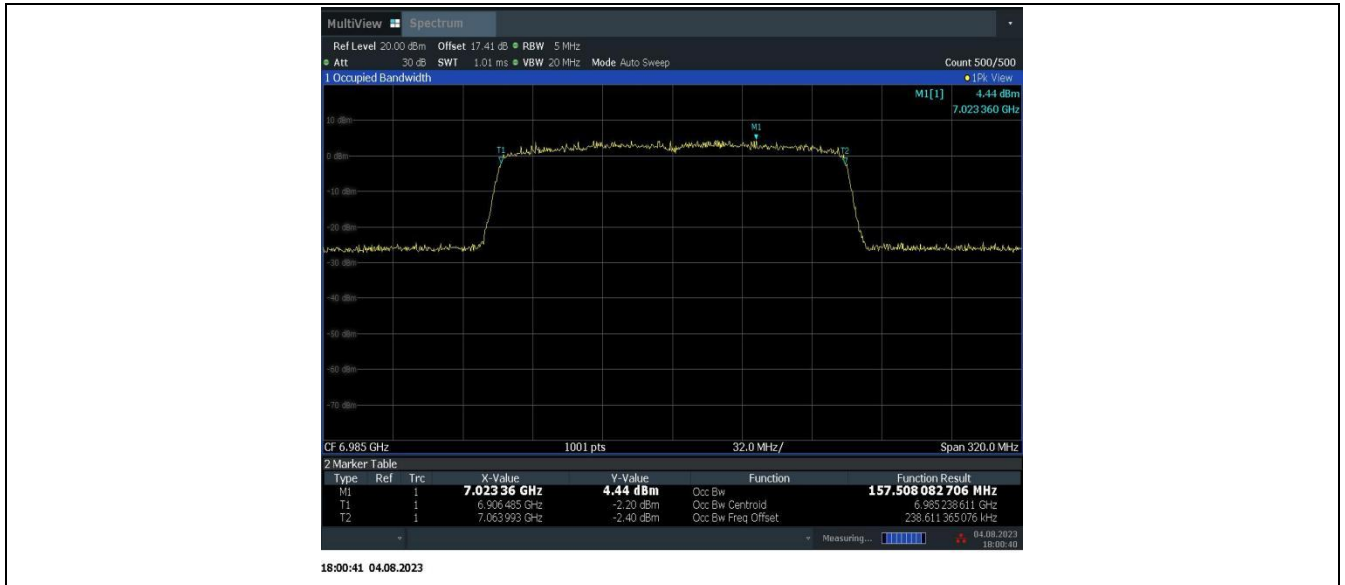 MultiView Spectrum
Ref Level 20.00 dBm Offset 17.41 dB RBW 5 MHz
Att 30 dB SWT 1.01 ms VBW 20 MHz Mode Auto Sweep Count 500/500
1 Occupied Bandwidth 1Pk View
M1[1] 4.44 dBm
7.023 360 GHz
10 dBm
M1
T1 T2
0 dBm
-10 dBm
-20 dBm
-30 dBm
-40 dBm
-50 dBm
-60 dBm
-70 dBm
CF 6.985 GHz 1001 pts 32.0 MHz/ Span 320.0 MHz
2 Marker Table
Type Ref Trc X-Value Y-Value Function Function Result
M1 1 7.023 36 GHz 4.44 dBm Occ Bw 157.508 082 706 MHz
T1 1 6.906 485 GHz -2.20 dBm Occ Bw Centroid 6.985 238 611 GHz
T2 1 7.063 993 GHz -2.40 dBm Occ Bw Freq Offset 238.611 365 076 kHz
Measuring... 04.08.2023
18:00:40
18:00:41 04.08.2023